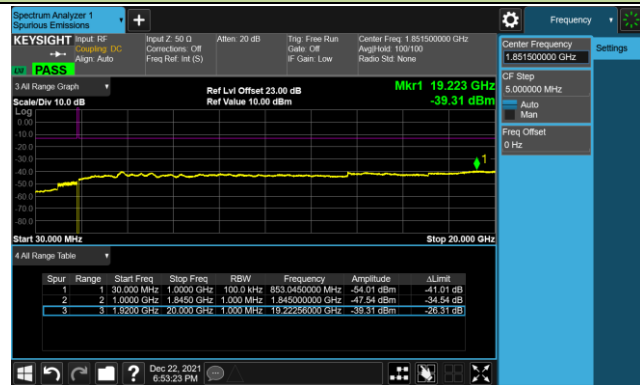 Spectrum Analyzer 1
Spurious Emissions
Frequency
KEYSIGHT Input: RF Input Z: 50 Ω Atten: 20 dB Trig: Free Run Center Freq: 1.851500000 GHz
Coupling: DC Corrections: Off Gate: Off Avg|Hold: 100/100
Align: Auto Freq Ref: Int (S) IF Gain: Low Radio Std: None
PASS
Center Frequency
1.851500000 GHz
Settings
CF Step
5.000000 MHz
Auto
Man
Freq Offset
0 Hz
3 All Range Graph
Ref Lvl Offset 23.00 dB Mkr1 19.223 GHz
Scale/Div 10.0 dB Ref Value 10.00 dBm -39.31 dBm
Log
0.00
-10.0
-20.0
-30.0
-40.0
-50.0
-60.0
-70.0
-80.0
1
Start 30.000 MHz Stop 20.000 GHz
4 All Range Table
Spur Range Start Freq Stop Freq RBW Frequency Amplitude ΔLimit
1 1 30.000 MHz 1.0000 GHz 100.0 kHz 853.0450000 MHz -54.01 dBm -41.01 dB
2 2 1.0000 GHz 1.8450 GHz 1.000 MHz 1.845000000 GHz -47.54 dBm -34.54 dB
3 3 1.9200 GHz 20.000 GHz 1.000 MHz 19.22256000 GHz -39.31 dBm -26.31 dB
? Dec 22, 2021
6:53:23 PM